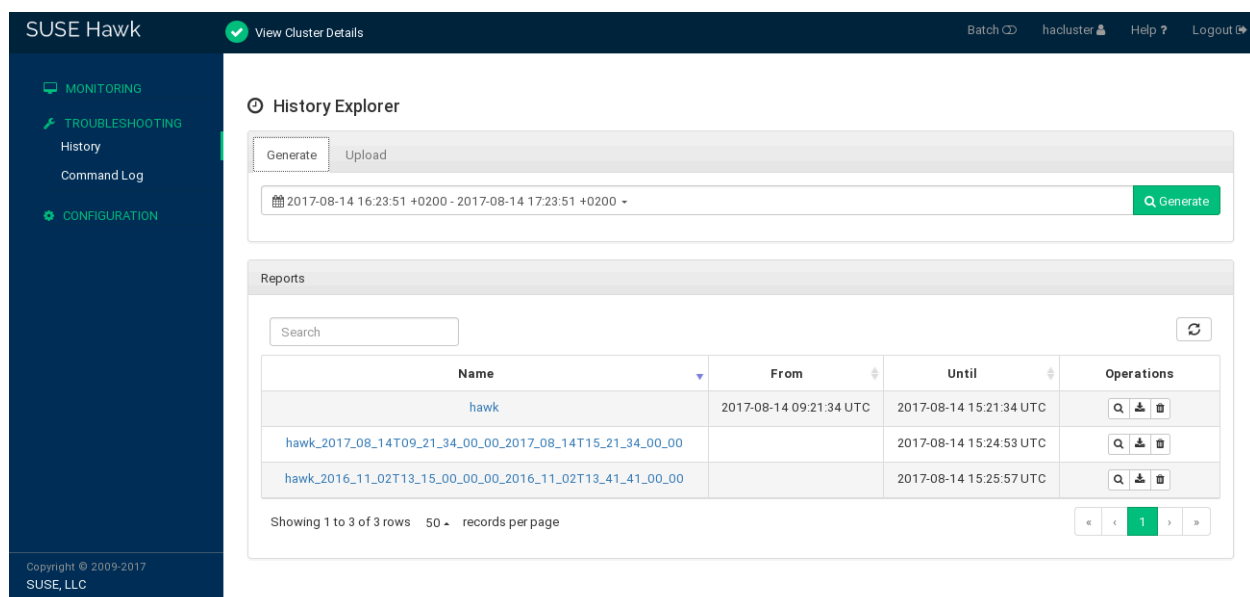 SUSE Hawk
View Cluster Details
Batch
hacluster
Help ?
Logout
MONITORING
TROUBLESHOOTING
History
Command Log
CONFIGURATION
History Explorer
Generate Upload
2017-08-14 16:23:51 +0200 - 2017-08-14 17:23:51 +0200
Generate
Reports
Search
Name From Until Operations
hawk 2017-08-14 09:21:34 UTC 2017-08-14 15:21:34 UTC
hawk_2017_08_14T09_21_34_00_00_2017_08_14T15_21_34_00_00 2017-08-14 15:24:53 UTC
hawk_2016_11_02T13_15_00_00_00_2016_11_02T13_41_41_00_00 2017-08-14 15:25:57 UTC
Showing 1 to 3 of 3 rows 50 records per page
« ‹ 1 › »
Copyright © 2009-2017
SUSE, LLC